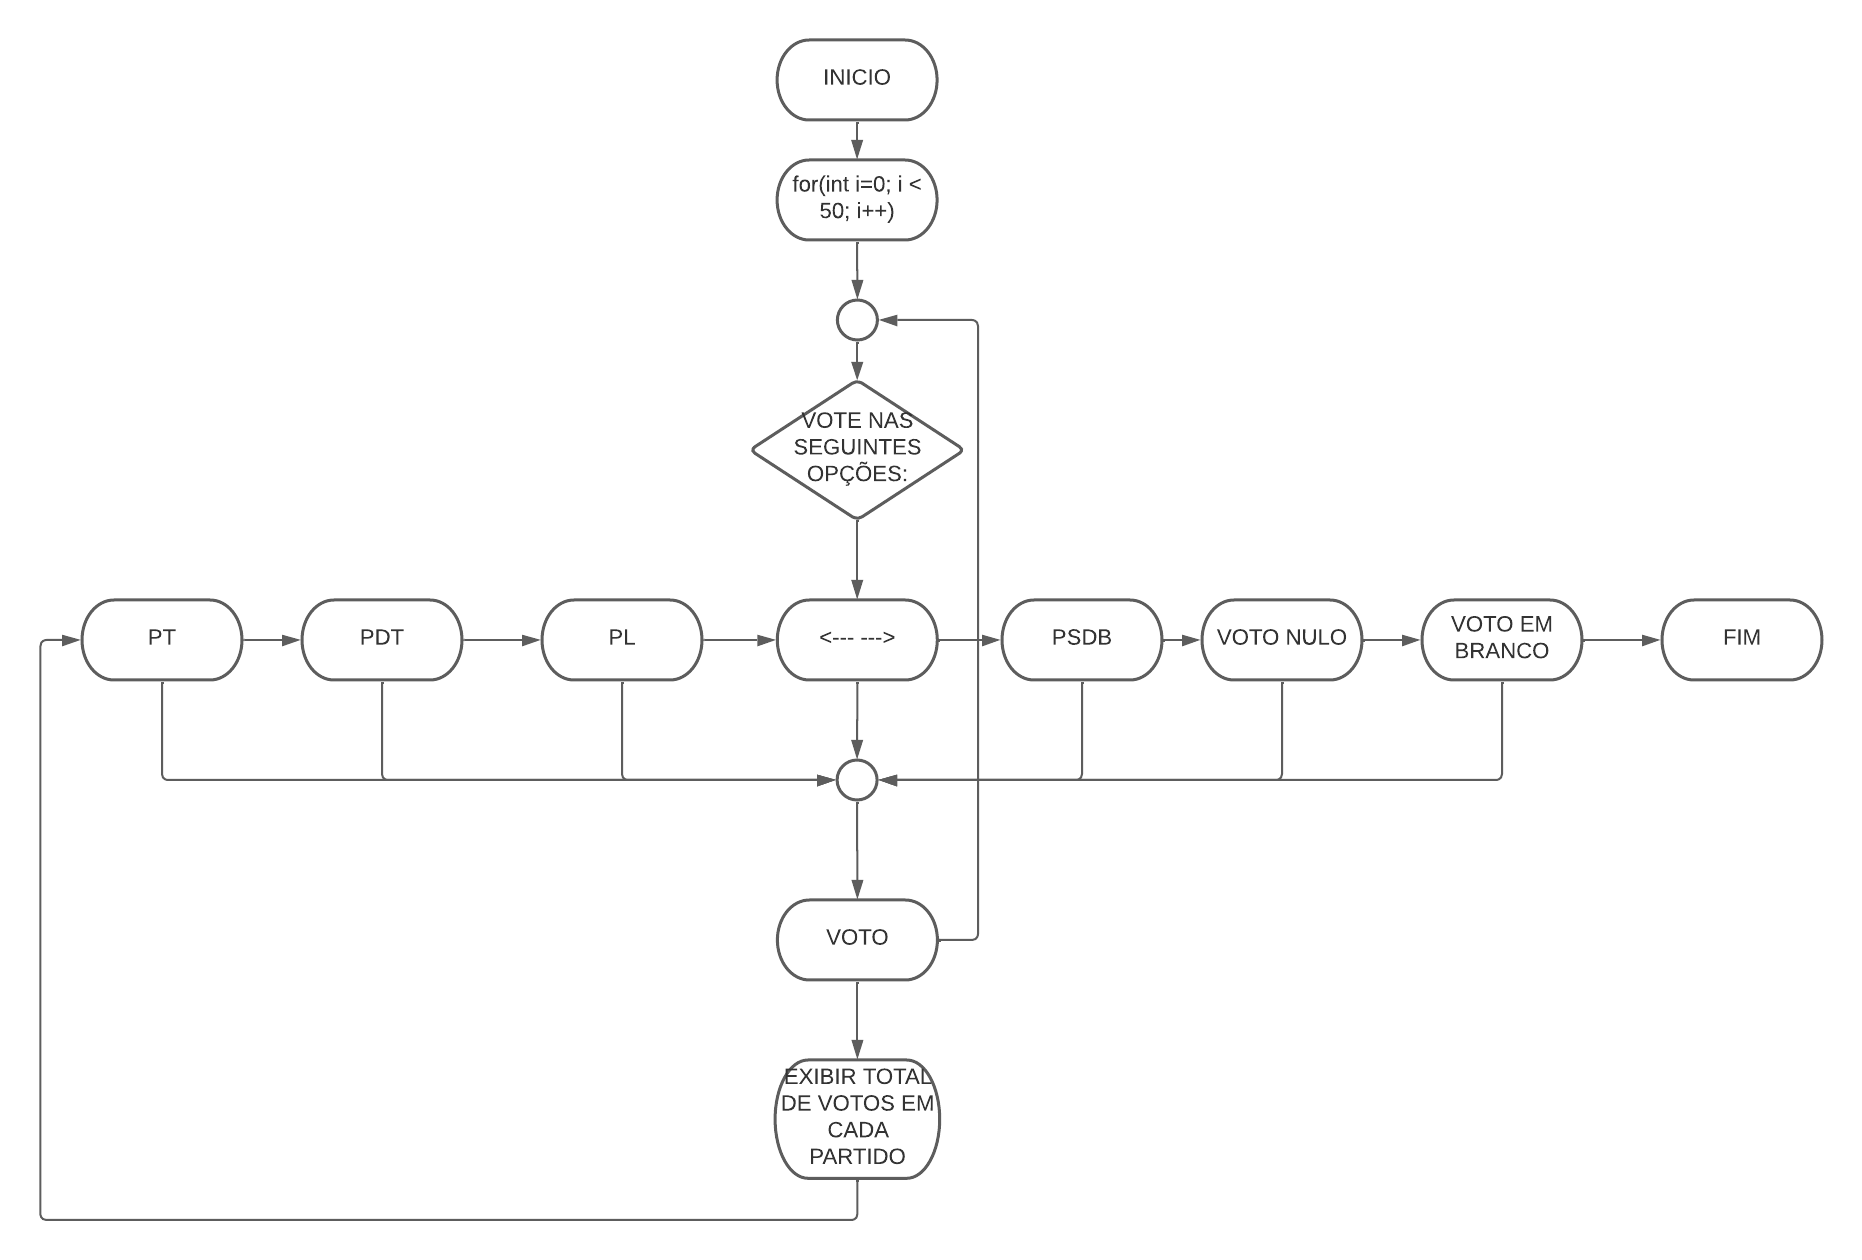 INICIO
for(int i=0; i <
50; i++)
VOTE NAS
SEGUINTES
OPÇÕES:
PT
PDT
PL
<--- --->
PSDB
VOTO NULO
VOTO EM
BRANCO
FIM
VOTO
EXIBIR TOTAL
DE VOTOS EM
CADA
PARTIDO